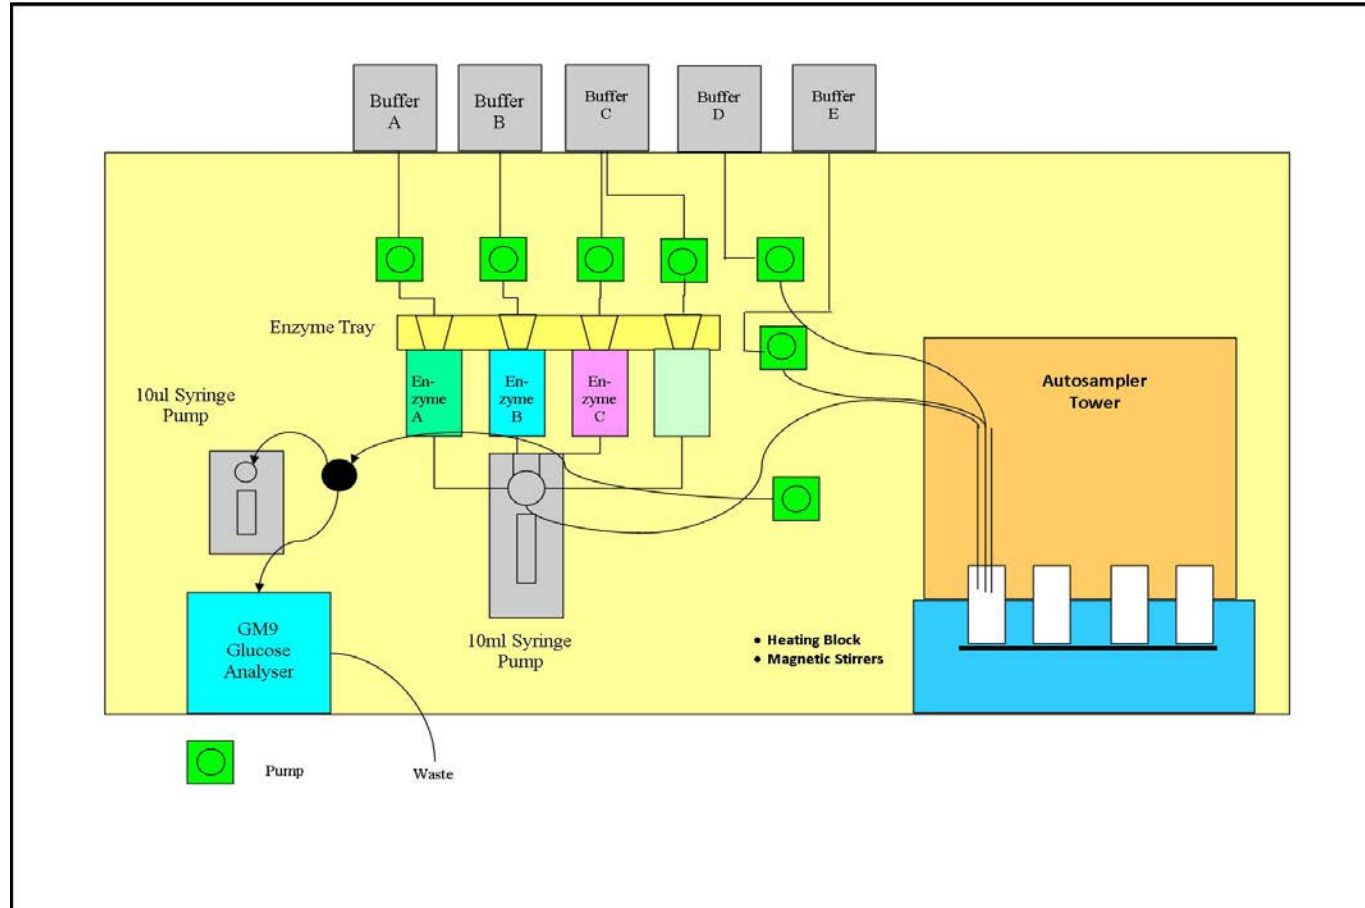 Buffer
A
Buffer
B
Buffer
C
Buffer
D
Buffer
E
Enzyme Tray
En-
zyme
A
En-
zyme
B
En-
zyme
C
10ul Syringe
Pump
Autosampler
Tower
GM9
Glucose
Analyser
10ml Syringe
Pump
• Heating Block
• Magnetic Stirrers
Pump
Waste